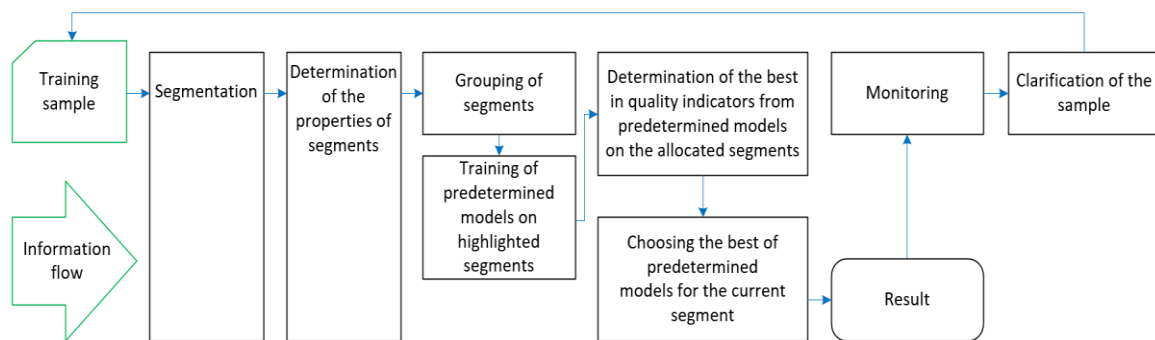 Training
sample
Segmentation
Determination
of the
properties of
segments
Grouping of
segments
Training of
predetermined
models on
highlighted
segments
Determination of the best
in quality indicators from
predetermined models
on the allocated segments
Choosing the best of
predetermined
models for the current
segment
Monitoring
Clarification of the
sample
Information
flow
Result